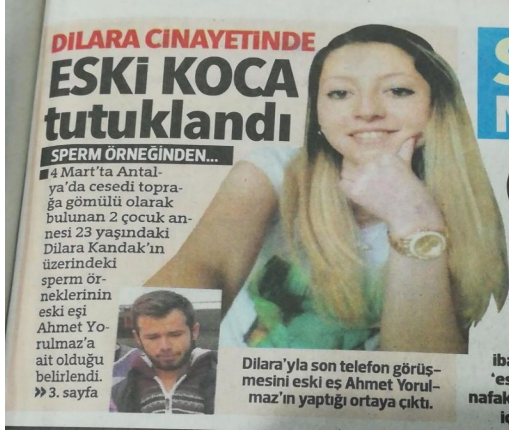 DİLARA CİNAYETİNDE
ESKİ KOCA
tutuklandı
SPERM ÖRNEĞİNDEN...
4 Mart'ta Antal-
ya'da cesedi topra-
ğa gömülü olarak
bulunan 2 çocuk an-
nesi 23 yaşındaki
Dilara Kandak'ın
üzerindeki
sperm ör-
neklerinin
eski eşi
Ahmet Yo-
rulmaz'a
ait olduğu
belirlendi.
>> 3. sayfa
Dilara'yla son telefon görüş-
mesini eski eş Ahmet Yorul-
maz'ın yaptığı ortaya çıktı.
S
iba
'es
nafak